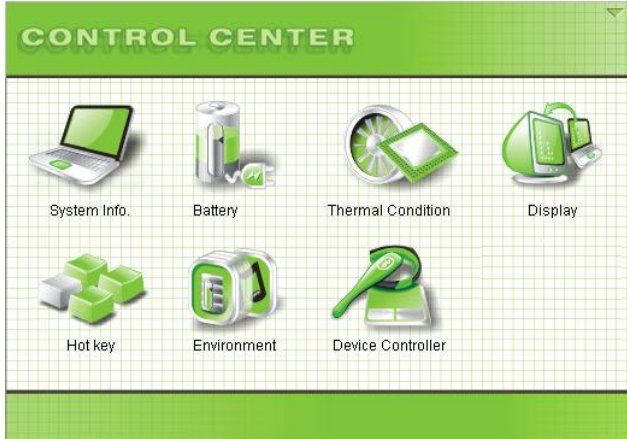 CONTROL CENTER
System Info.
Battery
Thermal Condition
Display
Hot key
Environment
Device Controller